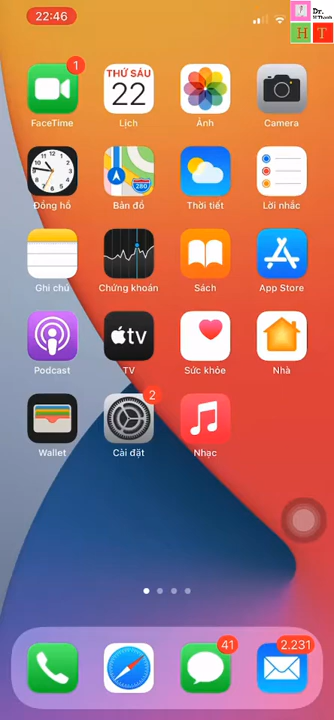 22:46
Dr.
H T
1
THỨ SÁU
22
FaceTime
Lịch
Ảnh
Camera
280
Đồng hồ
Bản đồ
Thời tiết
Lời nhắc
Ghi chú
Chứng khoán
Sách
App Store
tv
Podcast
TV
Sức khỏe
Nhà
2
Wallet
Cài đặt
Nhạc
41
2.231